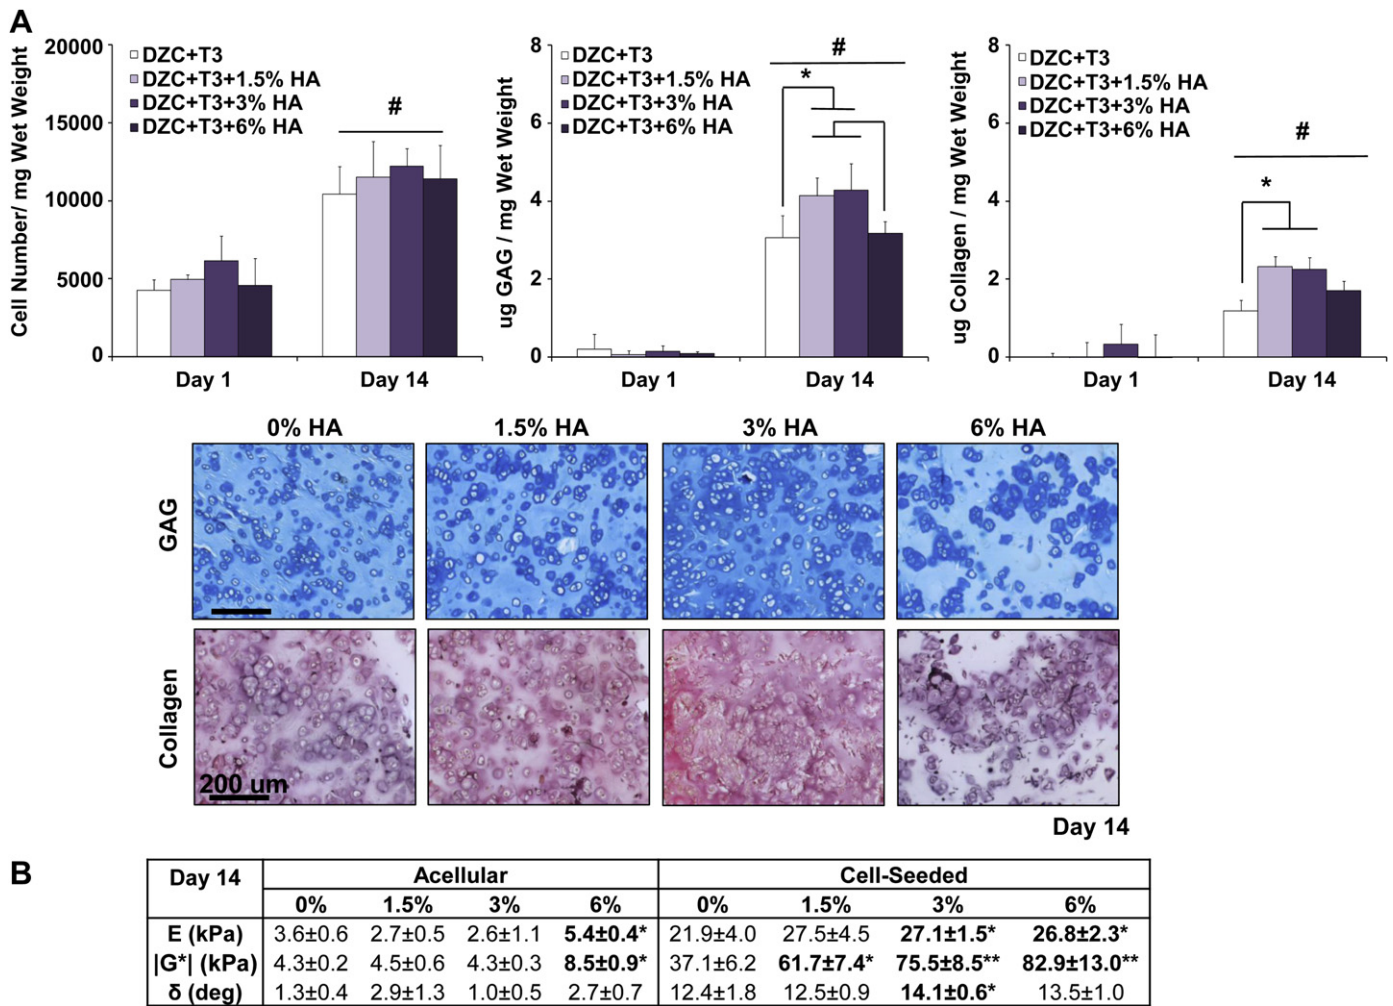 A
Cell Number/ mg Wet Weight
20000
15000
10000
5000
0
DZC+T3
DZC+T3+1.5% HA
DZC+T3+3% HA
DZC+T3+6% HA
#
Day 1
Day 14
ug GAG / mg Wet Weight
8
6
4
2
0
DZC+T3
DZC+T3+1.5% HA
DZC+T3+3% HA
DZC+T3+6% HA
#
*
Day 1
Day 14
ug Collagen / mg Wet Weight
8
6
4
2
0
DZC+T3
DZC+T3+1.5% HA
DZC+T3+3% HA
DZC+T3+6% HA
#
*
Day 1
Day 14
0% HA 1.5% HA 3% HA 6% HA
GAG
Collagen
200 um
Day 14
B
Day 14 Acellular Cell-Seeded
0% 1.5% 3% 6% 0% 1.5% 3% 6%
E (kPa) 3.6±0.6 2.7±0.5 2.6±1.1 5.4±0.4* 21.9±4.0 27.5±4.5 27.1±1.5* 26.8±2.3*
|G*| (kPa) 4.3±0.2 4.5±0.6 4.3±0.3 8.5±0.9* 37.1±6.2 61.7±7.4* 75.5±8.5** 82.9±13.0**
δ (deg) 1.3±0.4 2.9±1.3 1.0±0.5 2.7±0.7 12.4±1.8 12.5±0.9 14.1±0.6* 13.5±1.0